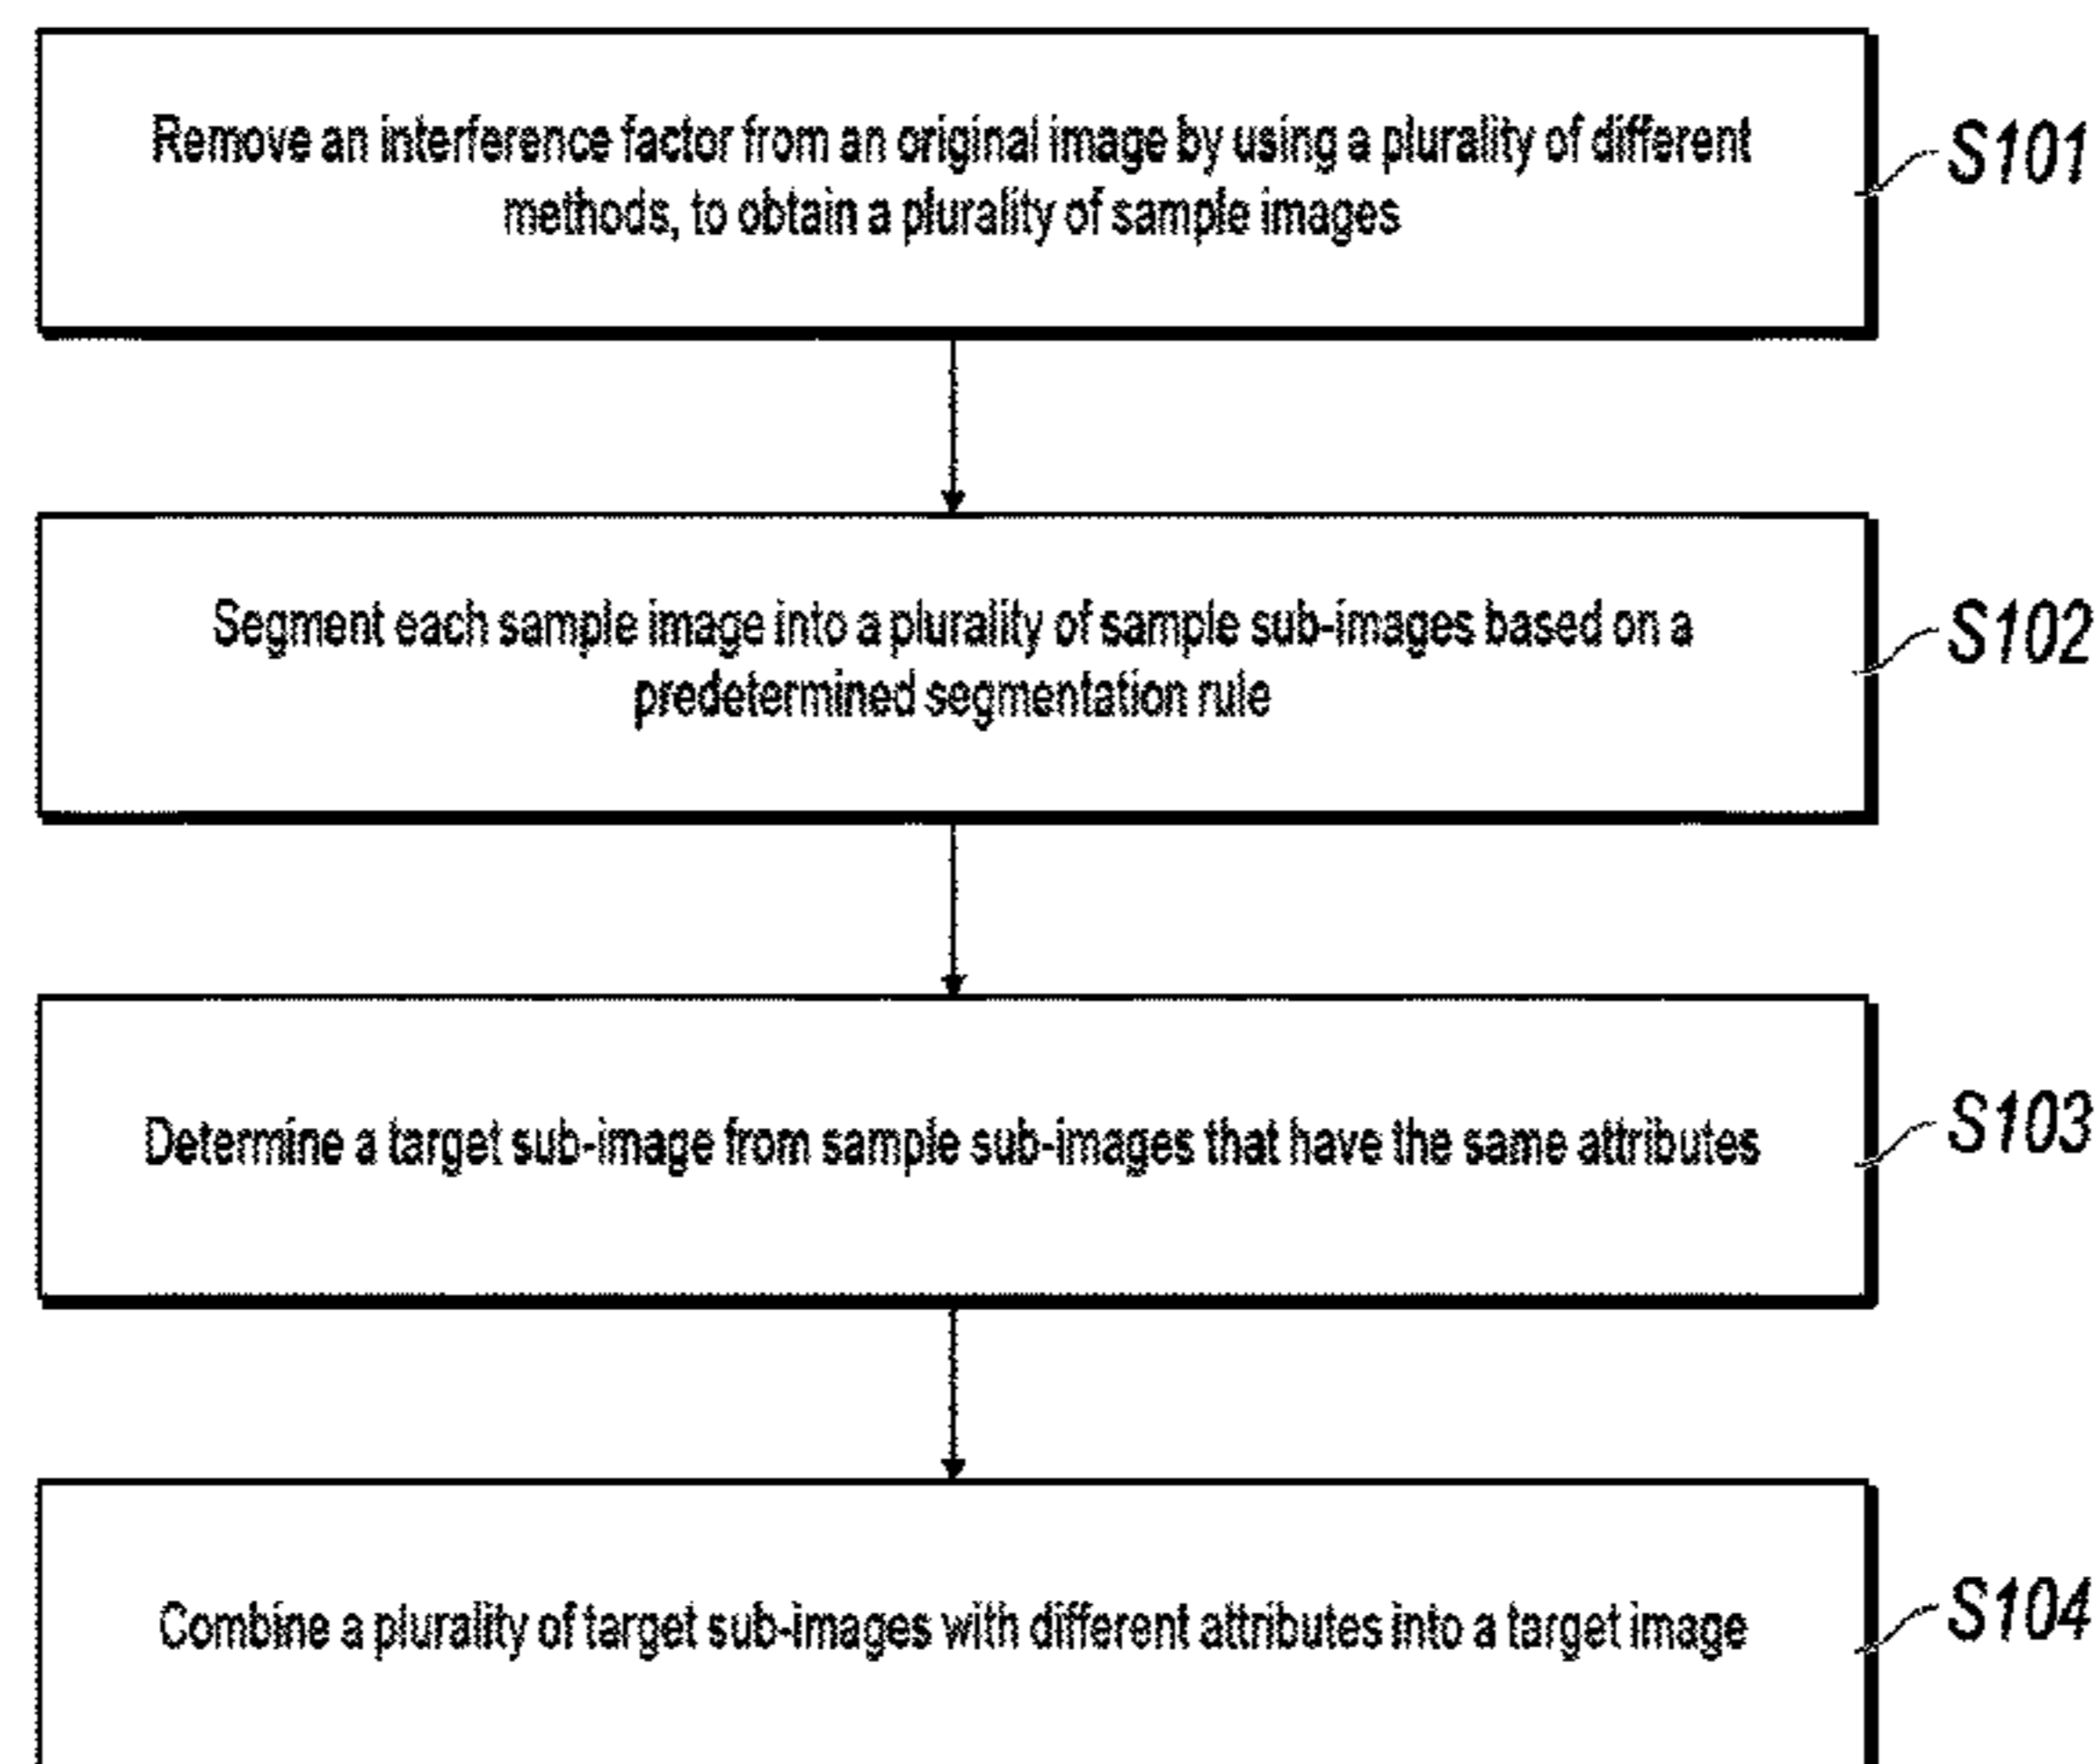 Remove an interference factor from an original image by using a plurality of different
methods, to obtain a plurality of sample images
S101
Segment each sample image into a plurality of sample sub-images based on a
predetermined segmentation rule
S102
Determine a target sub-image from sample sub-images that have the same attributes
S103
Combine a plurality of target sub-images with different attributes into a target image
S104